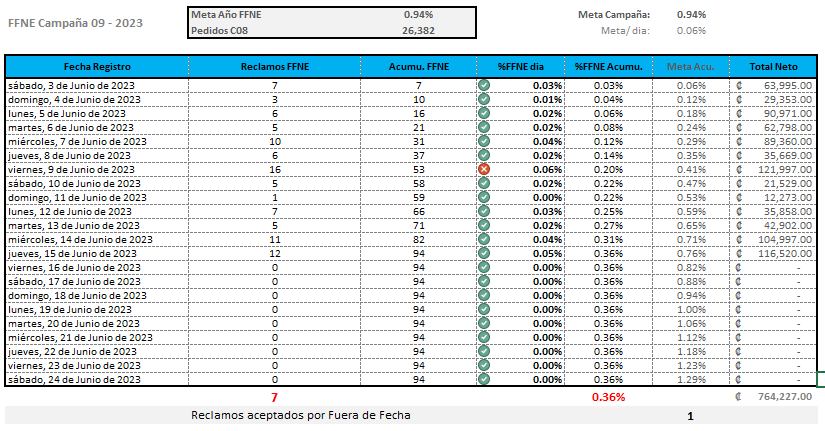 FFNE Campaña 09 - 2023
Meta Año FFNE 0.94%
Pedidos C08 26,382
Meta Campaña: 0.94%
Meta/dia: 0.06%
Fecha Registro Reclamos FFNE Acumu. FFNE %FFNE dia %FFNE Acumu. Meta Acu. Total Neto
sábado, 3 de Junio de 2023 7 7 0.03% 0.03% 0.06% ₡ 63,995.00
domingo, 4 de Junio de 2023 3 10 0.01% 0.04% 0.12% ₡ 29,353.00
lunes, 5 de Junio de 2023 6 16 0.02% 0.06% 0.18% ₡ 90,971.00
martes, 6 de Junio de 2023 5 21 0.02% 0.08% 0.24% ₡ 62,798.00
miércoles, 7 de Junio de 2023 10 31 0.04% 0.12% 0.29% ₡ 89,360.00
jueves, 8 de Junio de 2023 6 37 0.02% 0.14% 0.35% ₡ 35,669.00
viernes, 9 de Junio de 2023 16 53 0.06% 0.20% 0.41% ₡ 121,997.00
sábado, 10 de Junio de 2023 5 58 0.02% 0.22% 0.47% ₡ 21,529.00
domingo, 11 de Junio de 2023 1 59 0.00% 0.22% 0.53% ₡ 12,273.00
lunes, 12 de Junio de 2023 7 66 0.03% 0.25% 0.59% ₡ 35,858.00
martes, 13 de Junio de 2023 5 71 0.02% 0.27% 0.65% ₡ 42,902.00
miércoles, 14 de Junio de 2023 11 82 0.04% 0.31% 0.71% ₡ 104,997.00
jueves, 15 de Junio de 2023 12 94 0.05% 0.36% 0.76% ₡ 116,520.00
viernes, 16 de Junio de 2023 0 94 0.00% 0.36% 0.82% ₡ -
sábado, 17 de Junio de 2023 0 94 0.00% 0.36% 0.88% ₡ -
domingo, 18 de Junio de 2023 0 94 0.00% 0.36% 0.94% ₡ -
lunes, 19 de Junio de 2023 0 94 0.00% 0.36% 1.00% ₡ -
martes, 20 de Junio de 2023 0 94 0.00% 0.36% 1.06% ₡ -
miércoles, 21 de Junio de 2023 0 94 0.00% 0.36% 1.12% ₡ -
jueves, 22 de Junio de 2023 0 94 0.00% 0.36% 1.18% ₡ -
viernes, 23 de Junio de 2023 0 94 0.00% 0.36% 1.23% ₡ -
sábado, 24 de Junio de 2023 0 94 0.00% 0.36% 1.29% ₡ -
7 0.36% ₡ 764,227.00
Reclamos aceptados por Fuera de Fecha 1